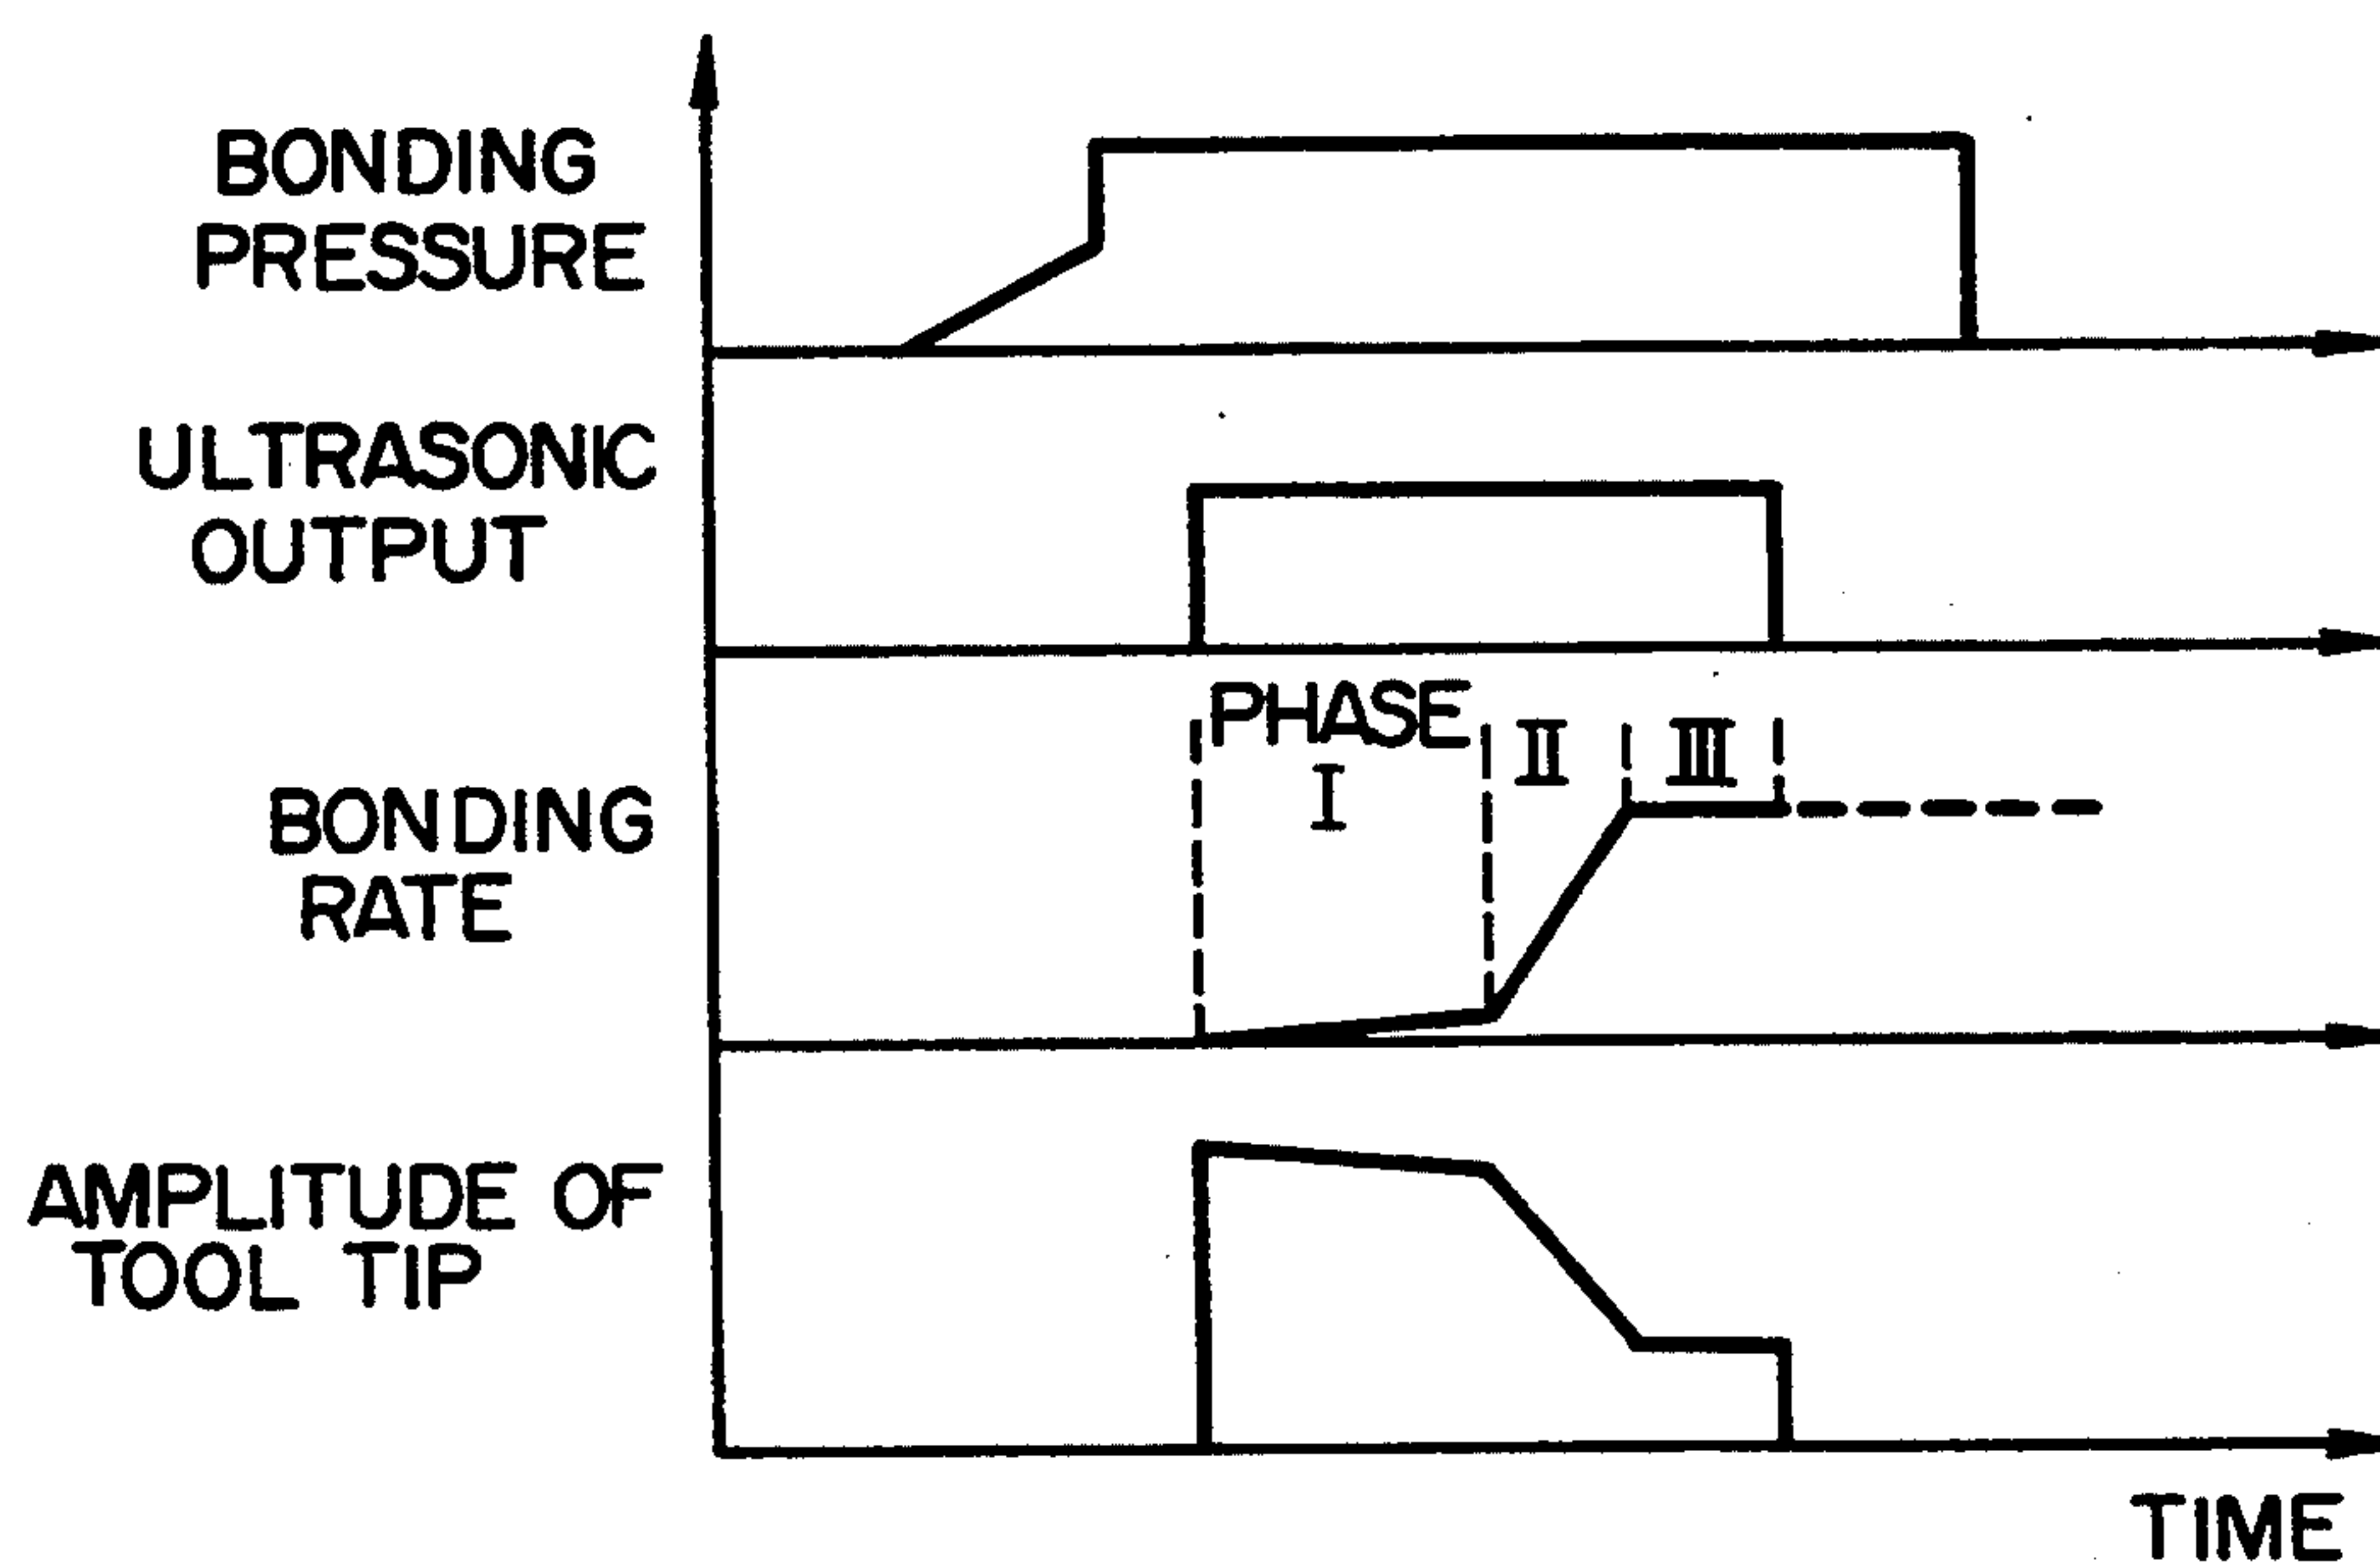 BONDING
PRESSURE
ULTRASONIC
OUTPUT
PHASE
I
II
III
BONDING
RATE
AMPLITUDE OF
TOOL TIP
TIME